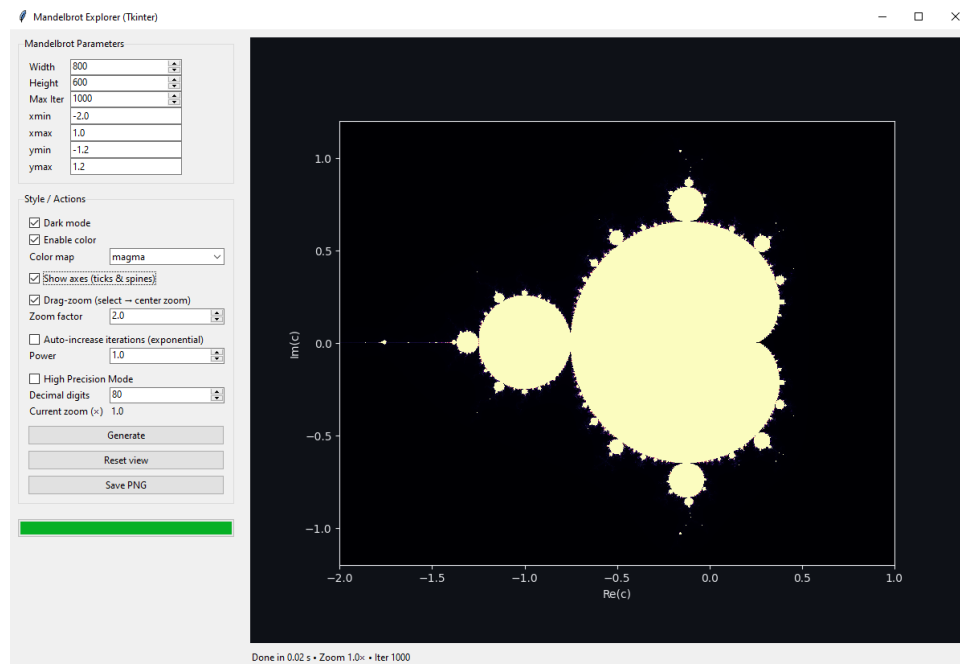 Mandelbrot Explorer (Tkinter)
Mandelbrot Parameters
Width 800
Height 600
Max Iter 1000
xmin -2.0
xmax 1.0
ymin -1.2
ymax 1.2
Style / Actions
Dark mode
Enable color
Color map magma
Show axes (ticks & spines)
Drag-zoom (select → center zoom)
Zoom factor 2.0
Auto-increase iterations (exponential)
Power 1.0
High Precision Mode
Decimal digits 80
Current zoom (×) 1.0
Generate
Reset view
Save PNG
1.0
0.5
0.0
−0.5
−1.0
Im(c)
−2.0 −1.5 −1.0 −0.5 0.0 0.5 1.0
Re(c)
Done in 0.02 s • Zoom 1.0× • Iter 1000